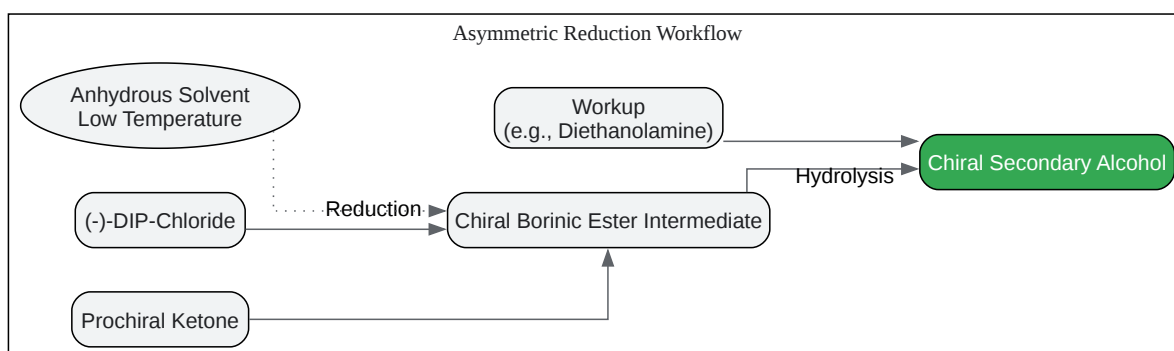 Asymmetric Reduction Workflow
Anhydrous Solvent
Low Temperature
Workup
(e.g., Diethanolamine)
Chiral Secondary Alcohol
Hydrolysis
(-)-DIP-Chloride
Reduction
Chiral Borinic Ester Intermediate
Prochiral Ketone